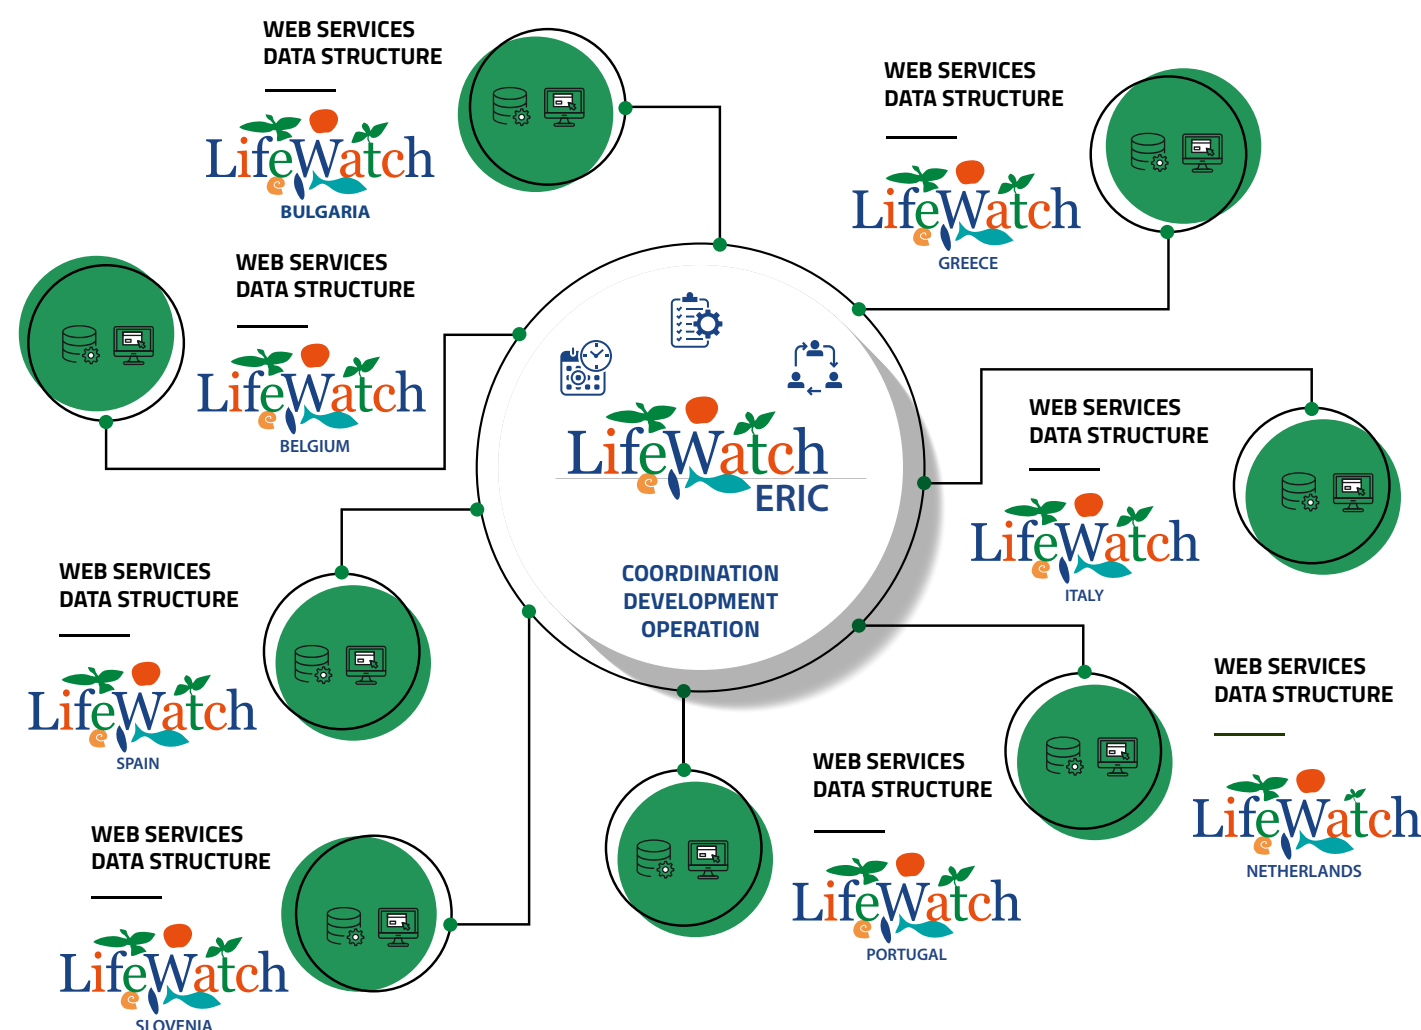 WEB SERVICES
DATA STRUCTURE
LifeWatch
BULGARIA
WEB SERVICES
DATA STRUCTURE
LifeWatch
GREECE
WEB SERVICES
DATA STRUCTURE
LifeWatch
BELGIUM
LifeWatch
ERIC
COORDINATION
DEVELOPMENT
OPERATION
WEB SERVICES
DATA STRUCTURE
LifeWatch
ITALY
WEB SERVICES
DATA STRUCTURE
LifeWatch
SPAIN
WEB SERVICES
DATA STRUCTURE
LifeWatch
NETHERLANDS
WEB SERVICES
DATA STRUCTURE
LifeWatch
PORTUGAL
WEB SERVICES
DATA STRUCTURE
LifeWatch
SLOVENIA